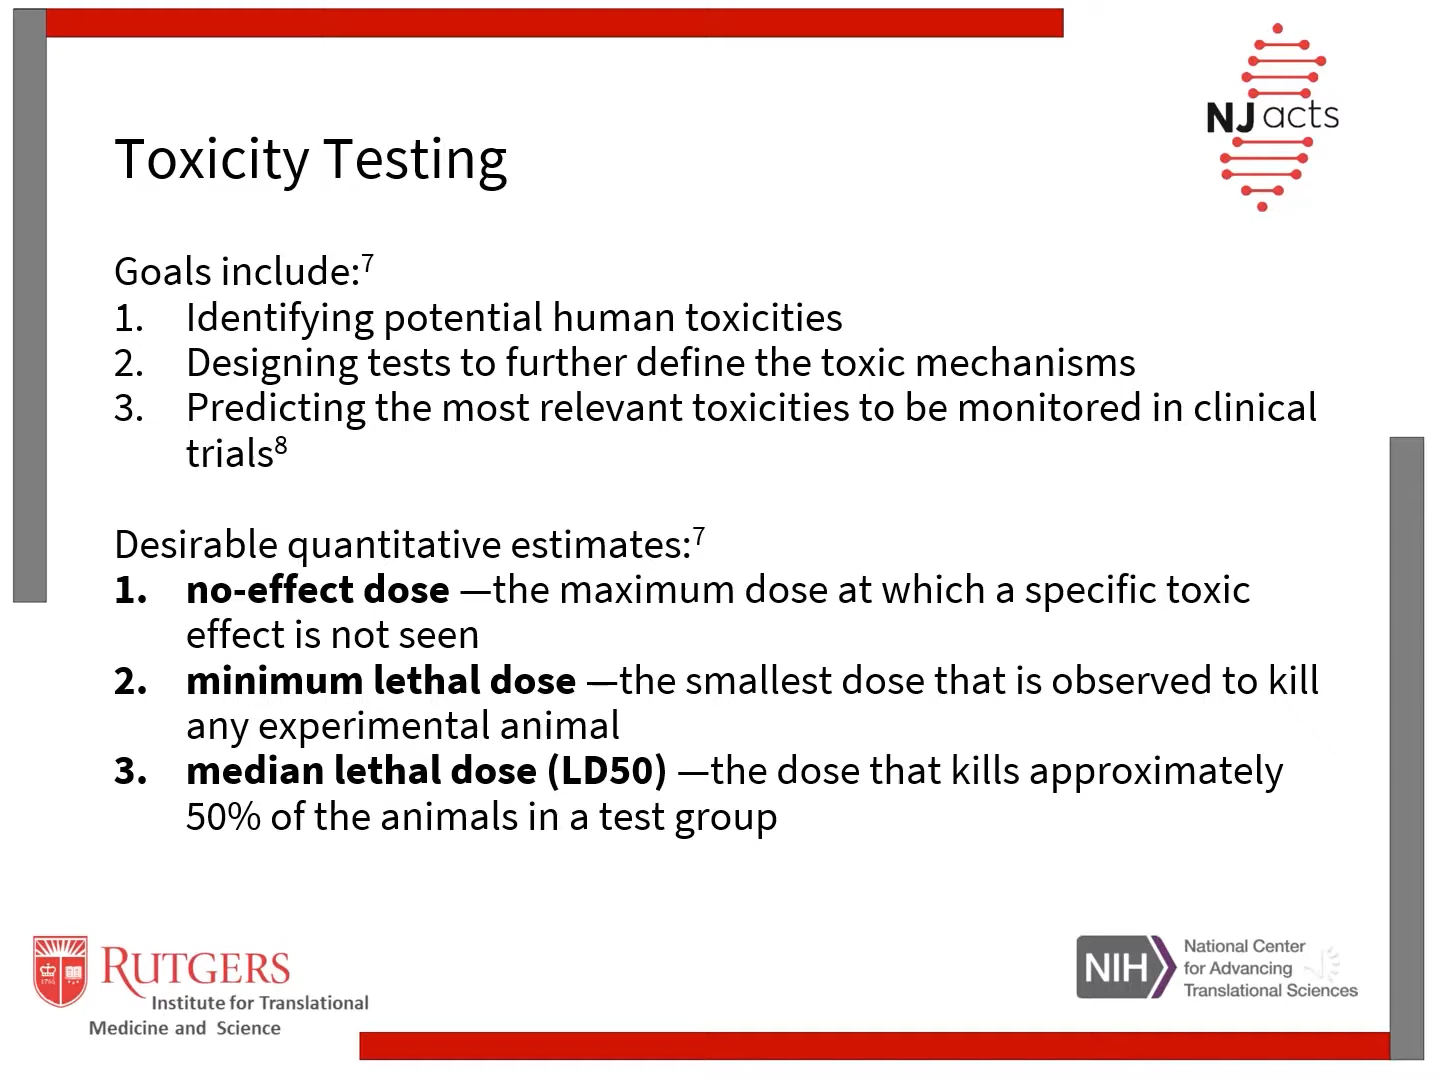 NJ acts
Toxicity Testing
Goals include:⁷
1. Identifying potential human toxicities
2. Designing tests to further define the toxic mechanisms
3. Predicting the most relevant toxicities to be monitored in clinical
trials⁸
Desirable quantitative estimates:⁷
1. no-effect dose —the maximum dose at which a specific toxic
effect is not seen
2. minimum lethal dose —the smallest dose that is observed to kill
any experimental animal
3. median lethal dose (LD50) —the dose that kills approximately
50% of the animals in a test group
1766
RUTGERS
Institute for Translational
Medicine and Science
NIH
National Center
for Advancing
Translational Sciences